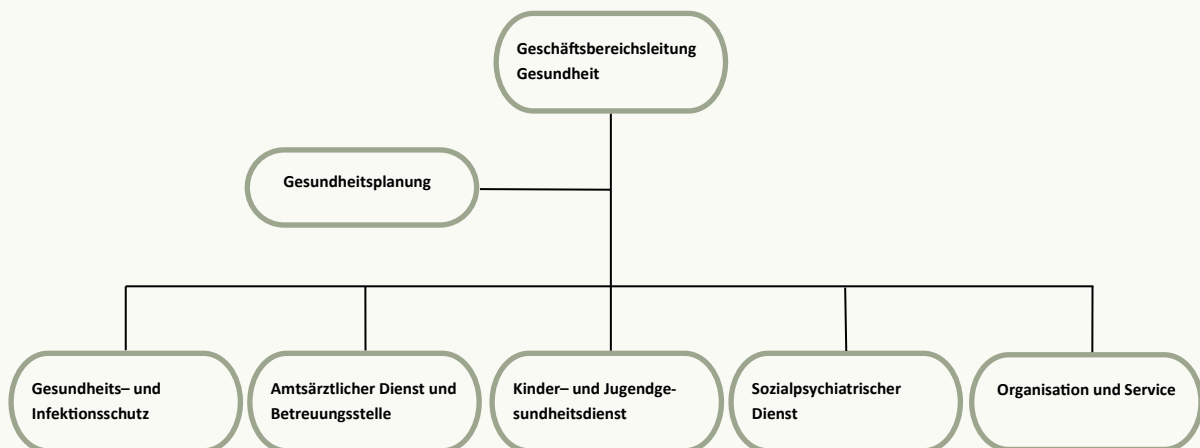 Geschäftsbereichsleitung
Gesundheit
Gesundheitsplanung
Gesundheits– und
Infektionsschutz
Amtsärztlicher Dienst und
Betreuungsstelle
Kinder– und Jugendge-
sundheitsdienst
Sozialpsychiatrischer
Dienst
Organisation und Service